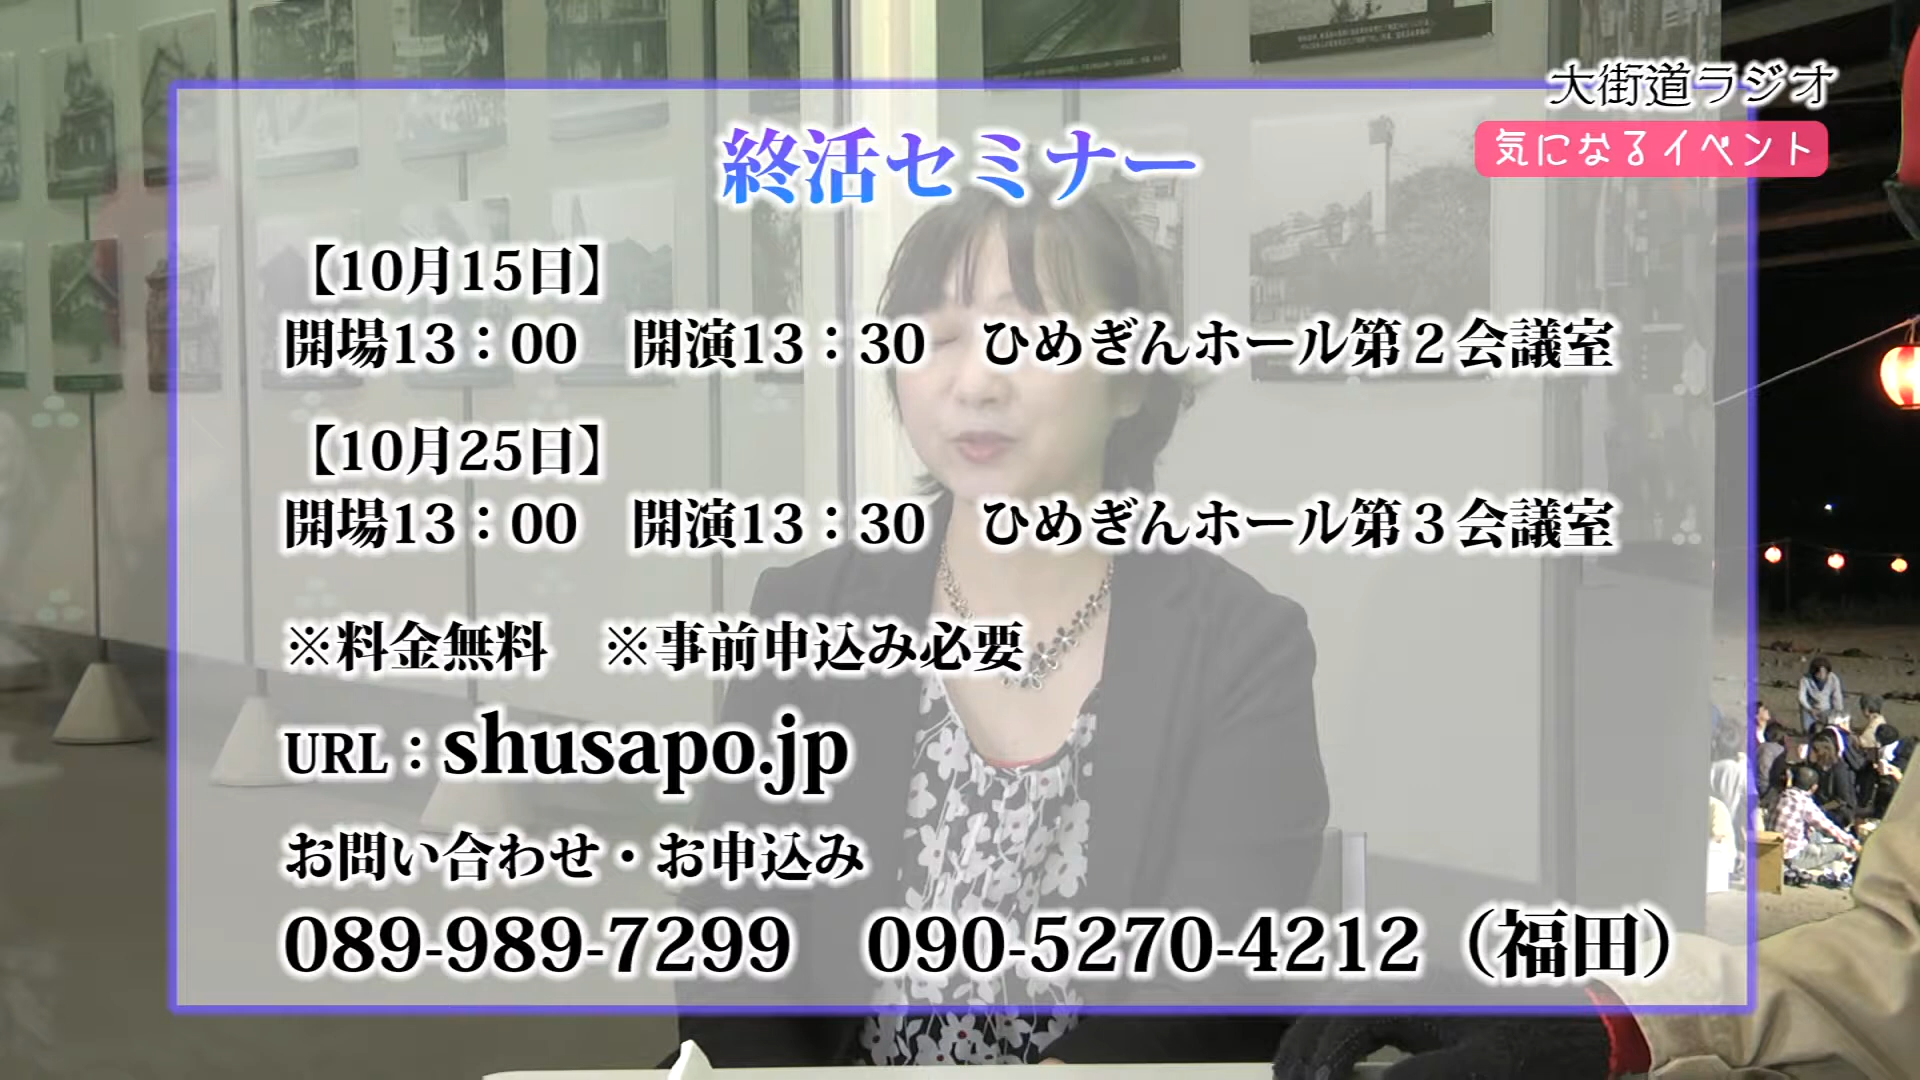 大街道ラジオ
気になるイベント
終活セミナー
【10月15日】
開場13：00　開演13：30　ひめぎんホール第２会議室
【10月25日】
開場13：00　開演13：30　ひめぎんホール第３会議室
※料金無料　※事前申込み必要
URL：shusapo.jp
お問い合わせ・お申込み
089-989-7299　090-5270-4212（福田）